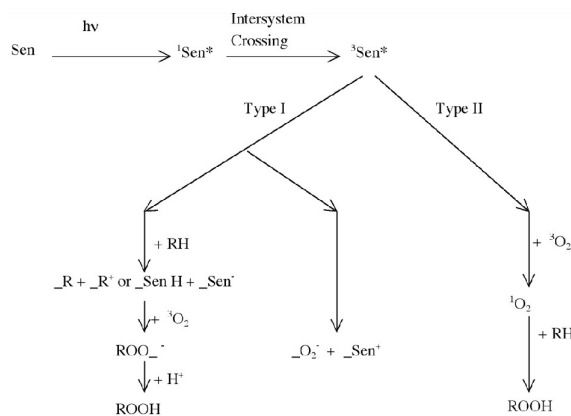 Sen
hν
¹Sen*
Intersystem
Crossing
³Sen*
Type I
Type II
+ RH
_R + _R⁺ or _Sen H + _Sen⁻
+ ³O₂
ROO_⁻
+ H⁺
ROOH
_O₂⁻ + _Sen⁺
+ ³O₂
¹O₂
+ RH
ROOH